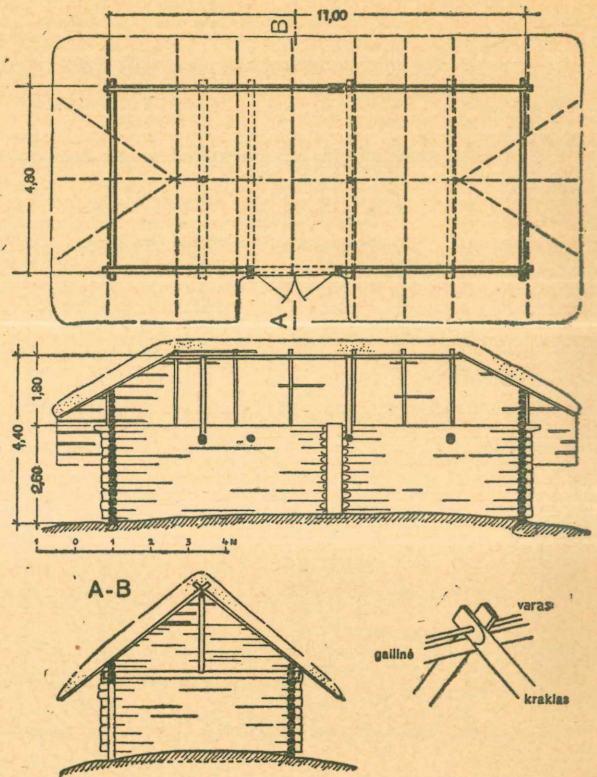 11,00
B
4,80
A
1,80
4,40
2,60
1 0 1 2 3 4 M
A-B
varas
gailinė
kraklas